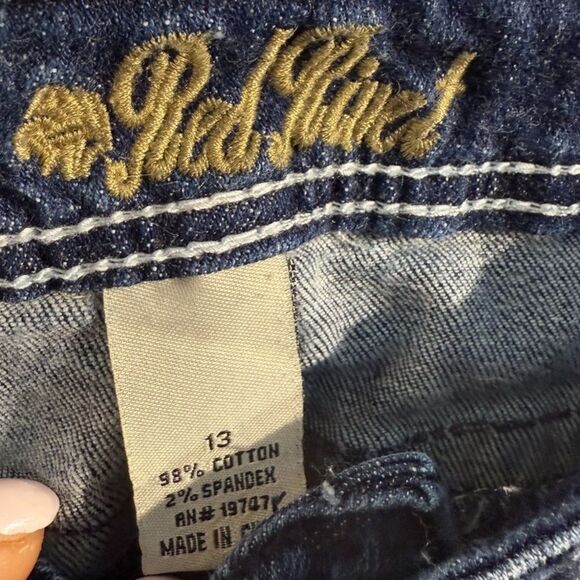 Red Rivet
13
98% COTTON
2% SPANDEX
RN# 19747
MADE IN